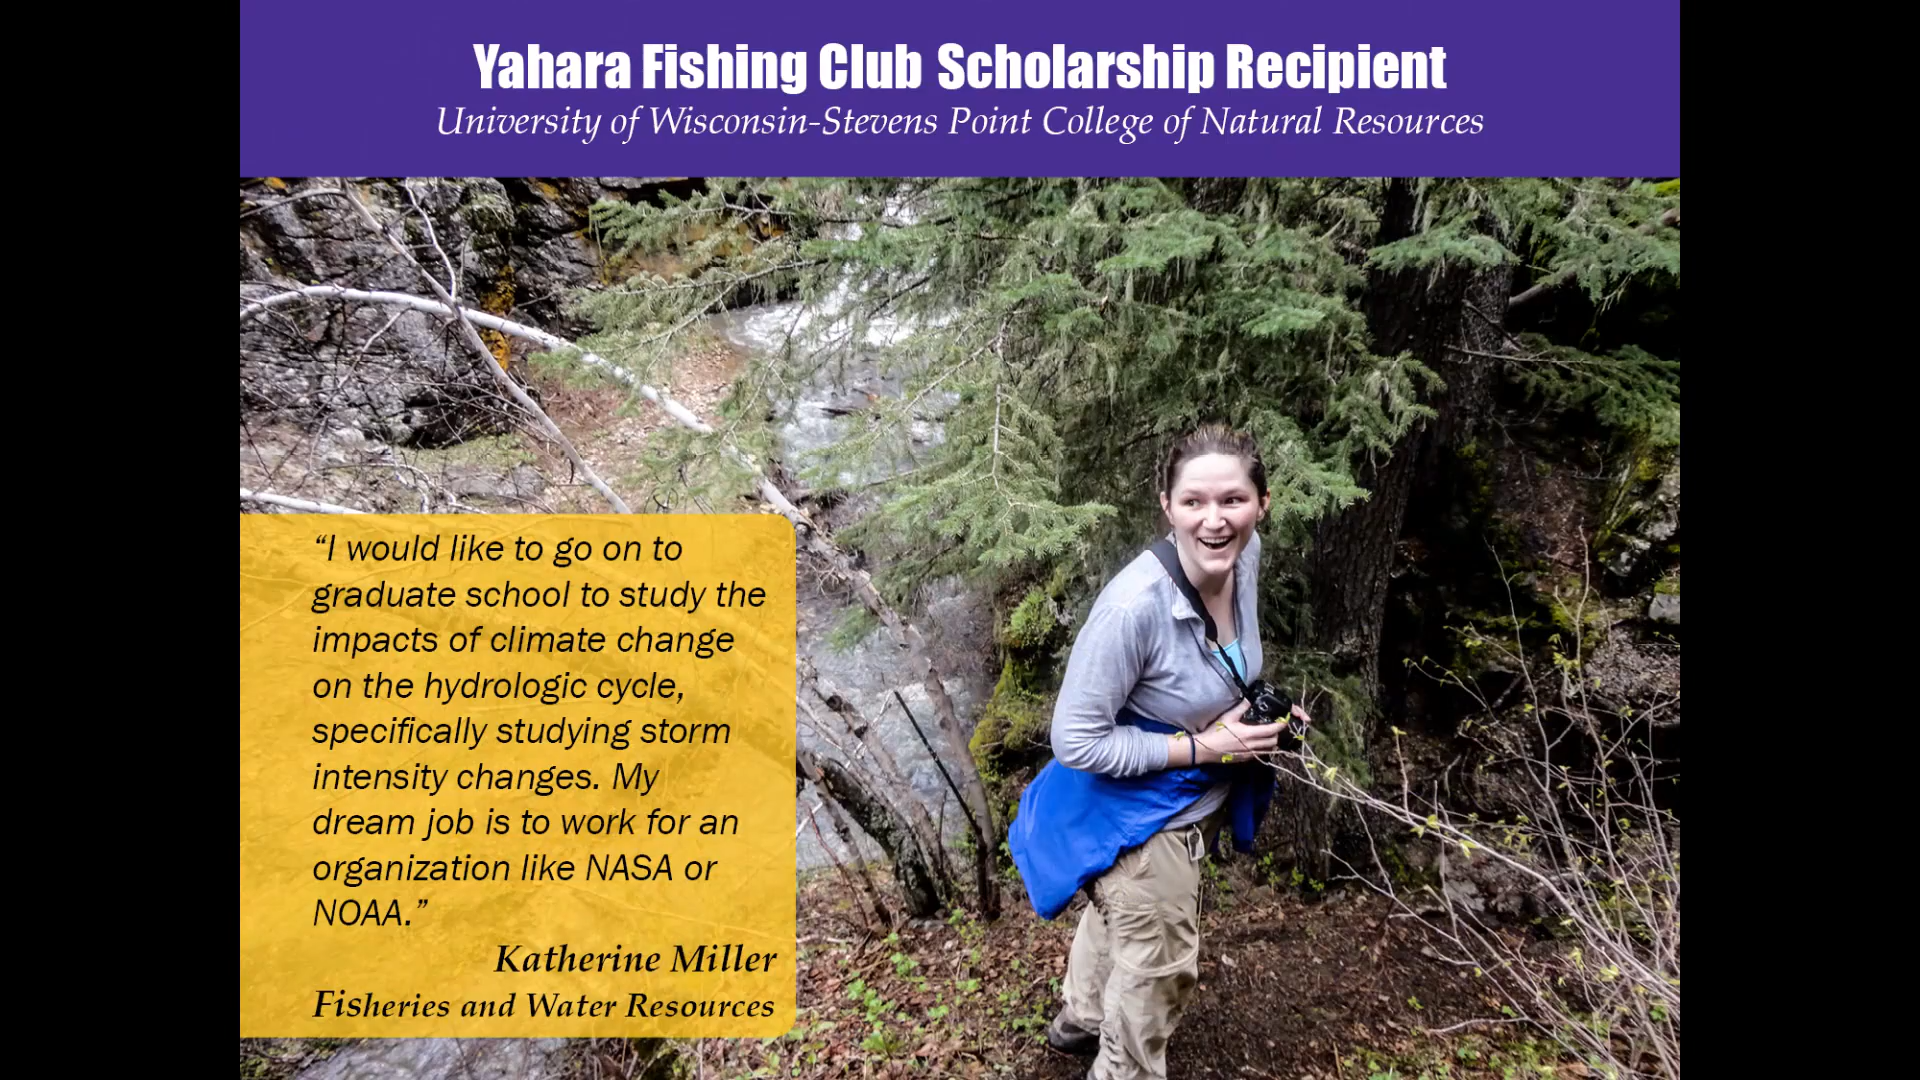 Yahara Fishing Club Scholarship Recipient
University of Wisconsin-Stevens Point College of Natural Resources
“I would like to go on to
graduate school to study the
impacts of climate change
on the hydrologic cycle,
specifically studying storm
intensity changes. My
dream job is to work for an
organization like NASA or
NOAA.”
Katherine Miller
Fisheries and Water Resources